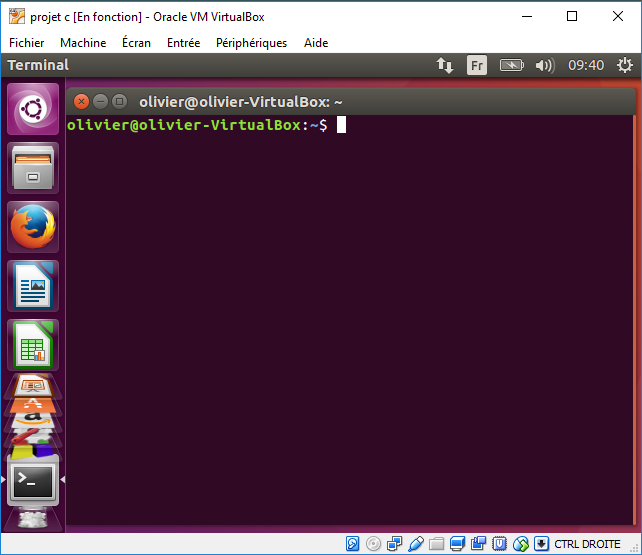 projet c [En fonction] - Oracle VM VirtualBox
Fichier Machine Écran Entrée Périphériques Aide
Terminal Fr 09:40
olivier@olivier-VirtualBox: ~
olivier@olivier-VirtualBox:~$
CTRL DROITE